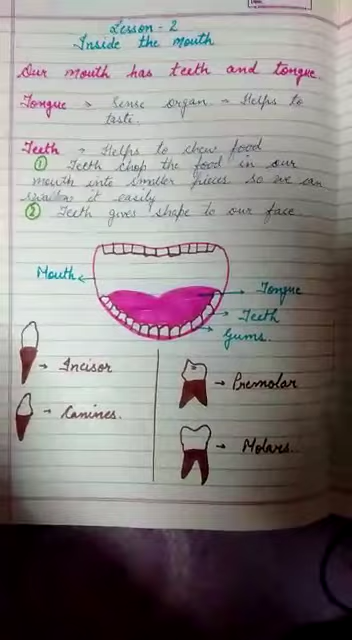 Lesson - 2
Inside the mouth
Our mouth has teeth and tongue
Tongue → Sense organ → Helps to
taste.
Teeth → Helps to chew food
① Teeth chop the food in our
mouth into smaller pieces so we can
swallow it easily
② Teeth gives shape to our face.
Mouth
Tongue
Teeth
Gums.
Incisor
Canines.
Premolar
Molars.